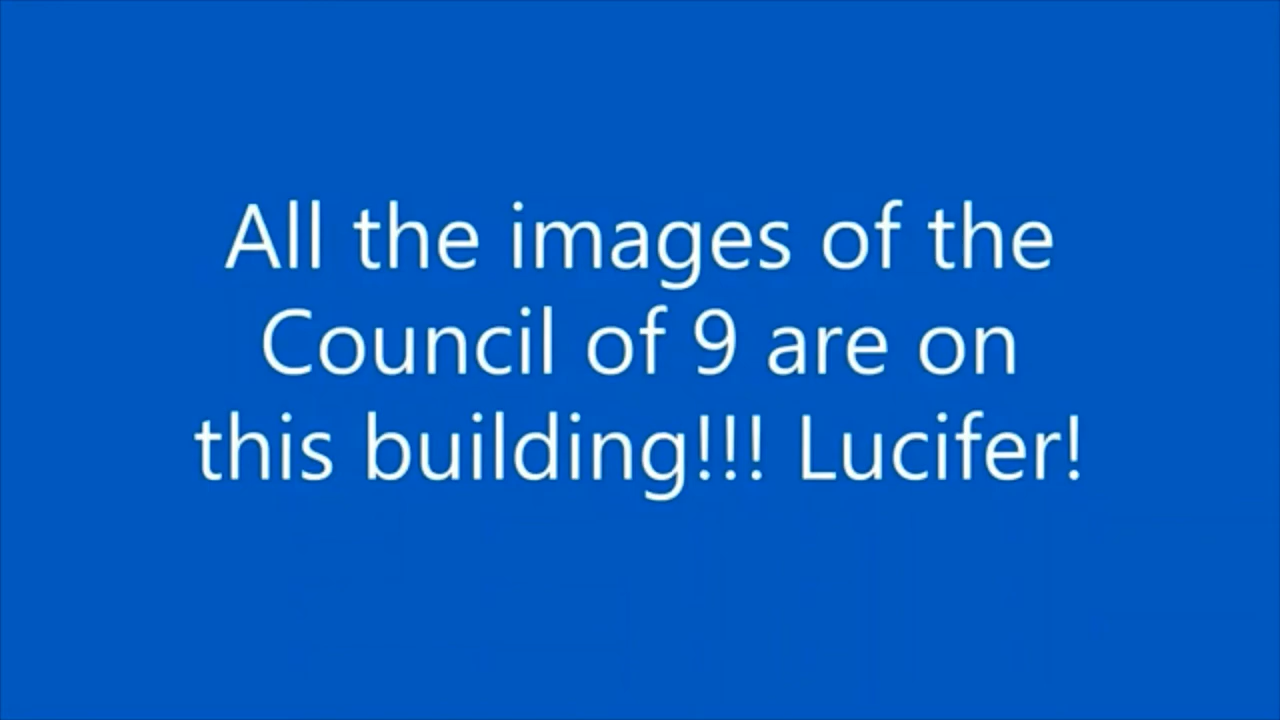 All the images of the
Council of 9 are on
this building!!! Lucifer!